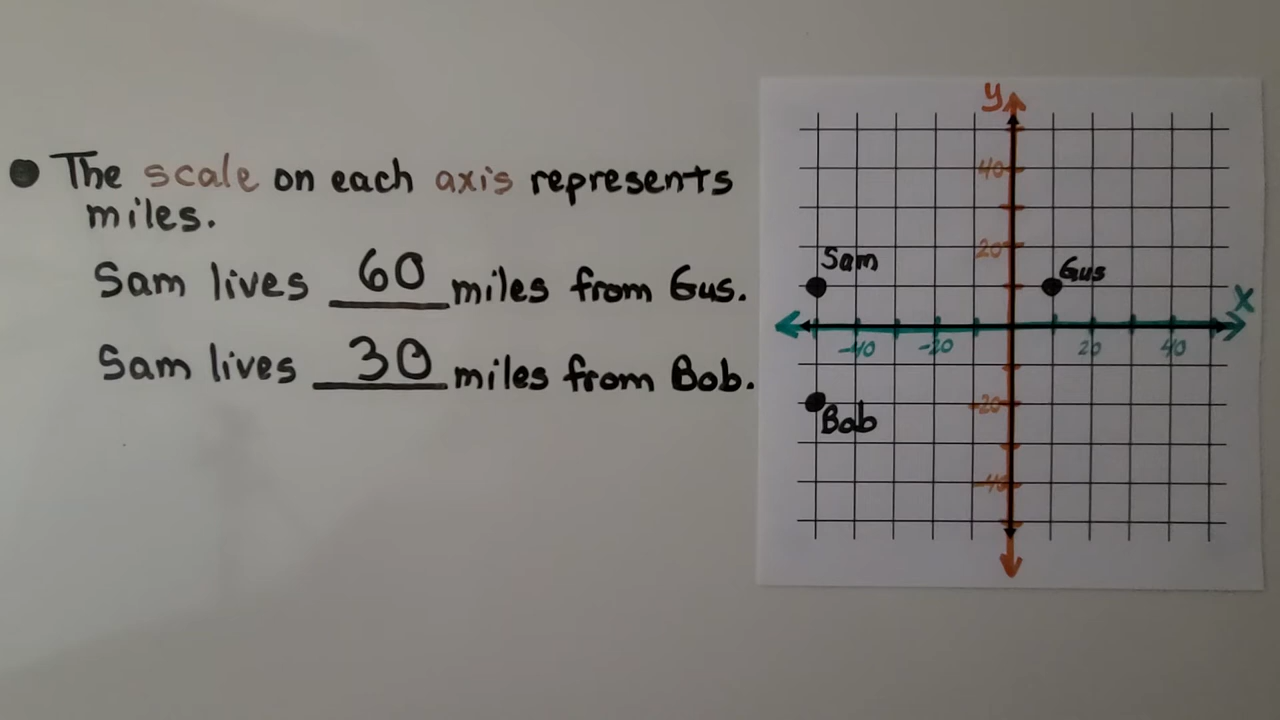 The scale on each axis represents
miles.
Sam lives 60 miles from Gus.
Sam lives 30 miles from Bob.
y
40
20
Sam
Gus
x
-40
-20
20
40
-20
Bob
-40